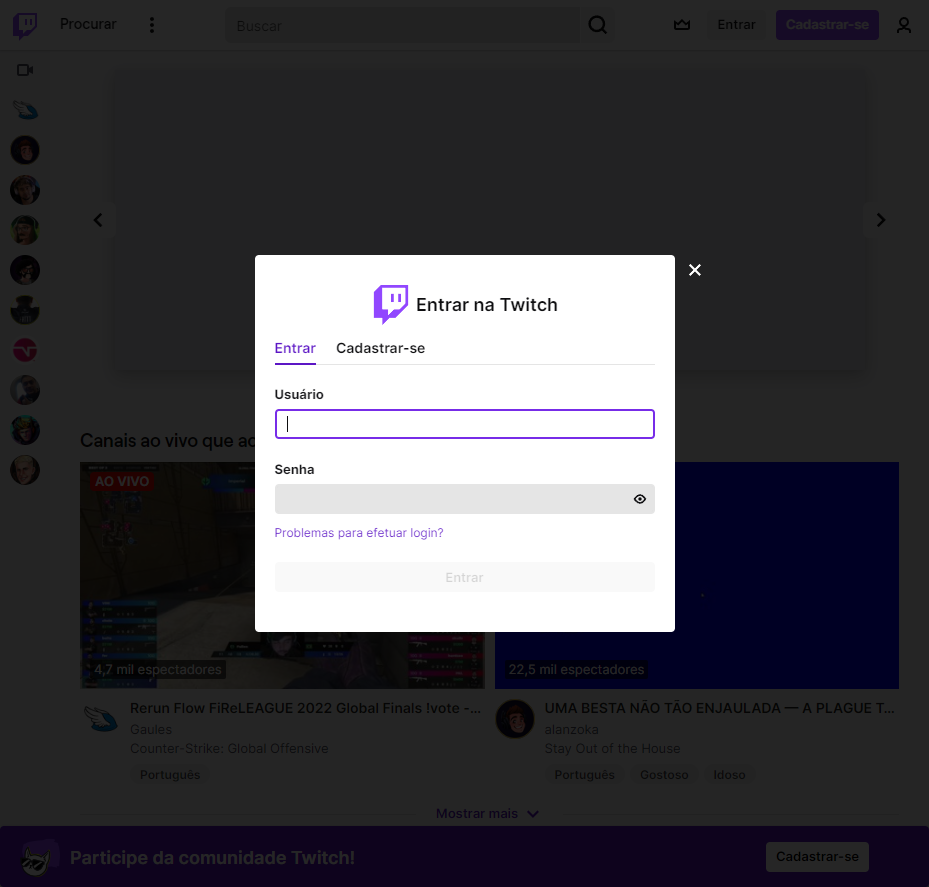 Procurar
Buscar
Entrar
Cadastrar-se
Entrar na Twitch
Entrar
Cadastrar-se
Usuário
Senha
Problemas para efetuar login?
Entrar
Canais ao vivo que ac
AO VIVO
4,7 mil espectadores
22,5 mil espectadores
Rerun Flow FiReLEAGUE 2022 Global Finals !vote -...
Gaules
Counter-Strike: Global Offensive
Português
UMA BESTA NÃO TÃO ENJAULADA — A PLAGUE T...
alanzoka
Stay Out of the House
Português
Gostoso
Idoso
Mostrar mais
Participe da comunidade Twitch!
Cadastrar-se